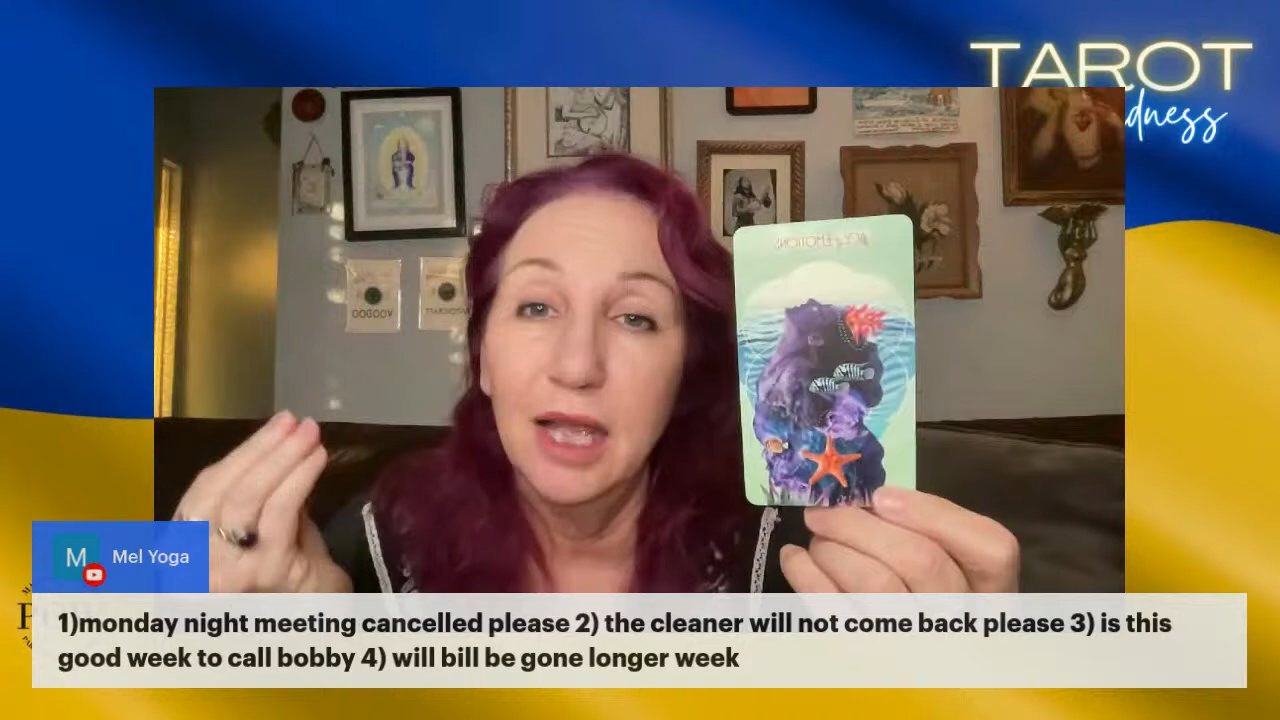 TAROT
dness
M
Mel Yoga
VOODOO
1)monday night meeting cancelled please 2) the cleaner will not come back please 3) is this
good week to call bobby 4) will bill be gone longer week